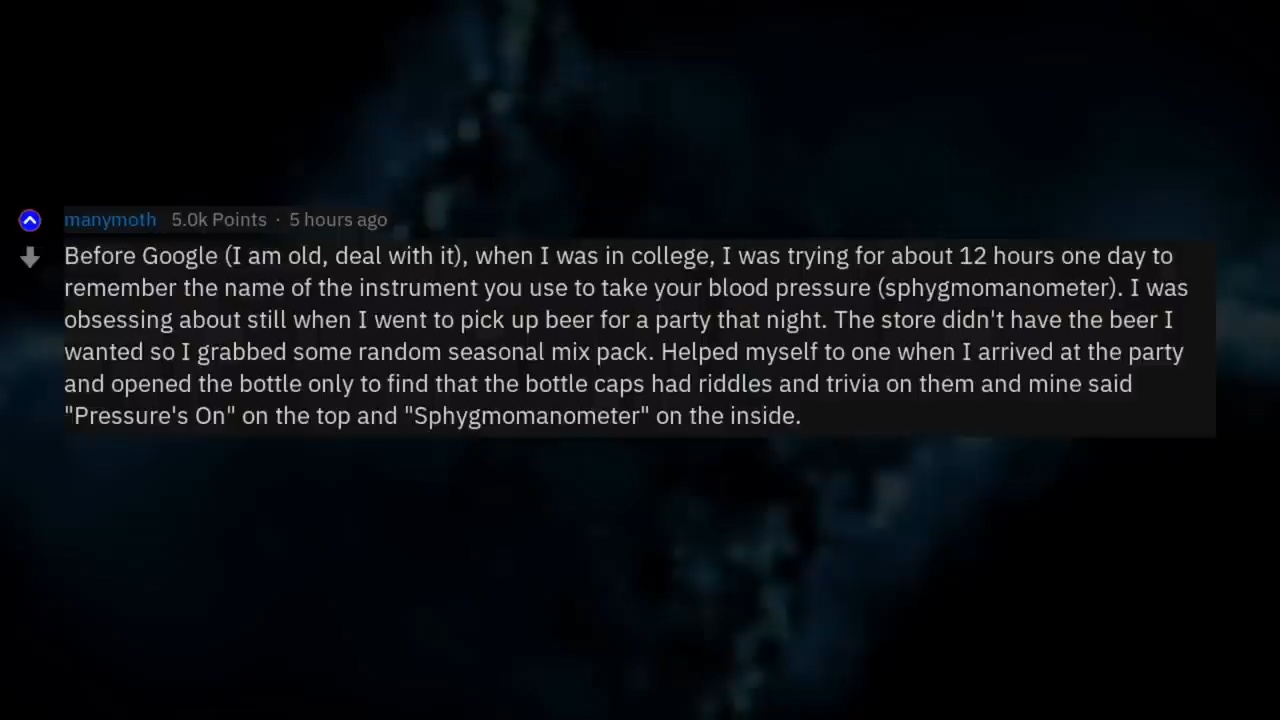 manymoth 5.0k Points · 5 hours ago
Before Google (I am old, deal with it), when I was in college, I was trying for about 12 hours one day to
remember the name of the instrument you use to take your blood pressure (sphygmomanometer). I was
obsessing about still when I went to pick up beer for a party that night. The store didn't have the beer I
wanted so I grabbed some random seasonal mix pack. Helped myself to one when I arrived at the party
and opened the bottle only to find that the bottle caps had riddles and trivia on them and mine said
"Pressure's On" on the top and "Sphygmomanometer" on the inside.